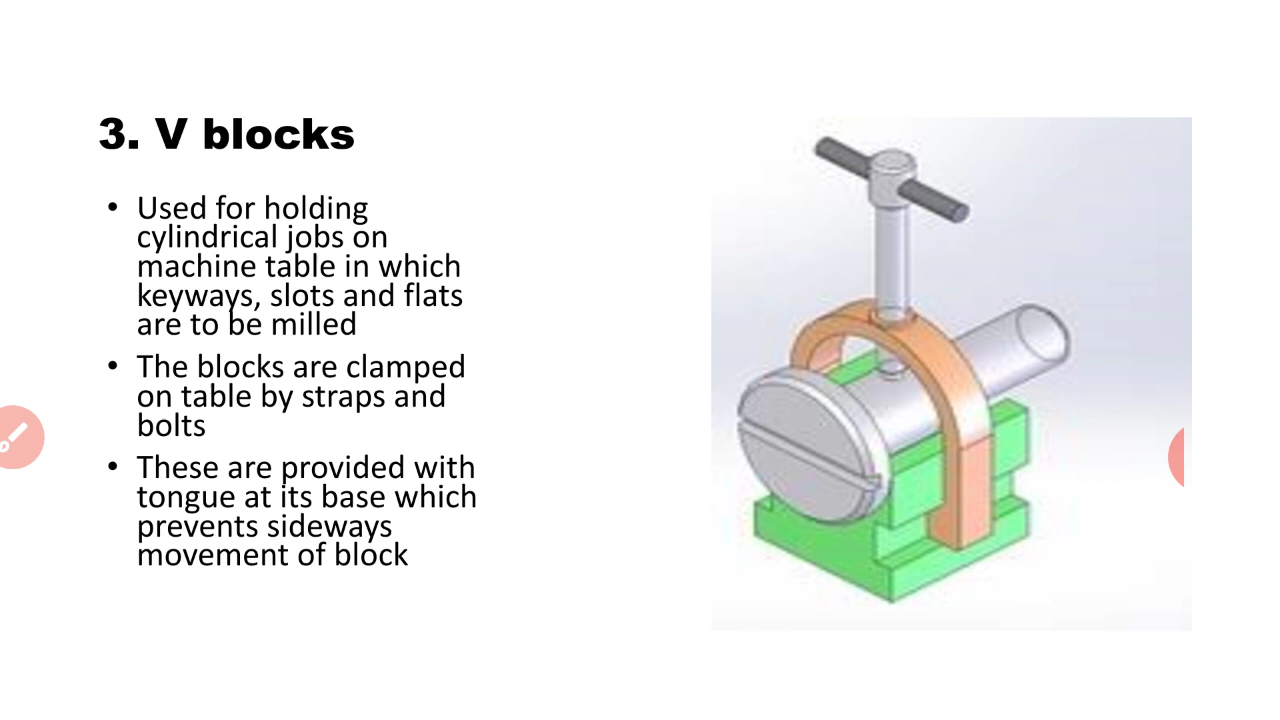 3. V blocks
• Used for holding
cylindrical jobs on
machine table in which
keyways, slots and flats
are to be milled
• The blocks are clamped
on table by straps and
bolts
• These are provided with
tongue at its base which
prevents sideways
movement of block